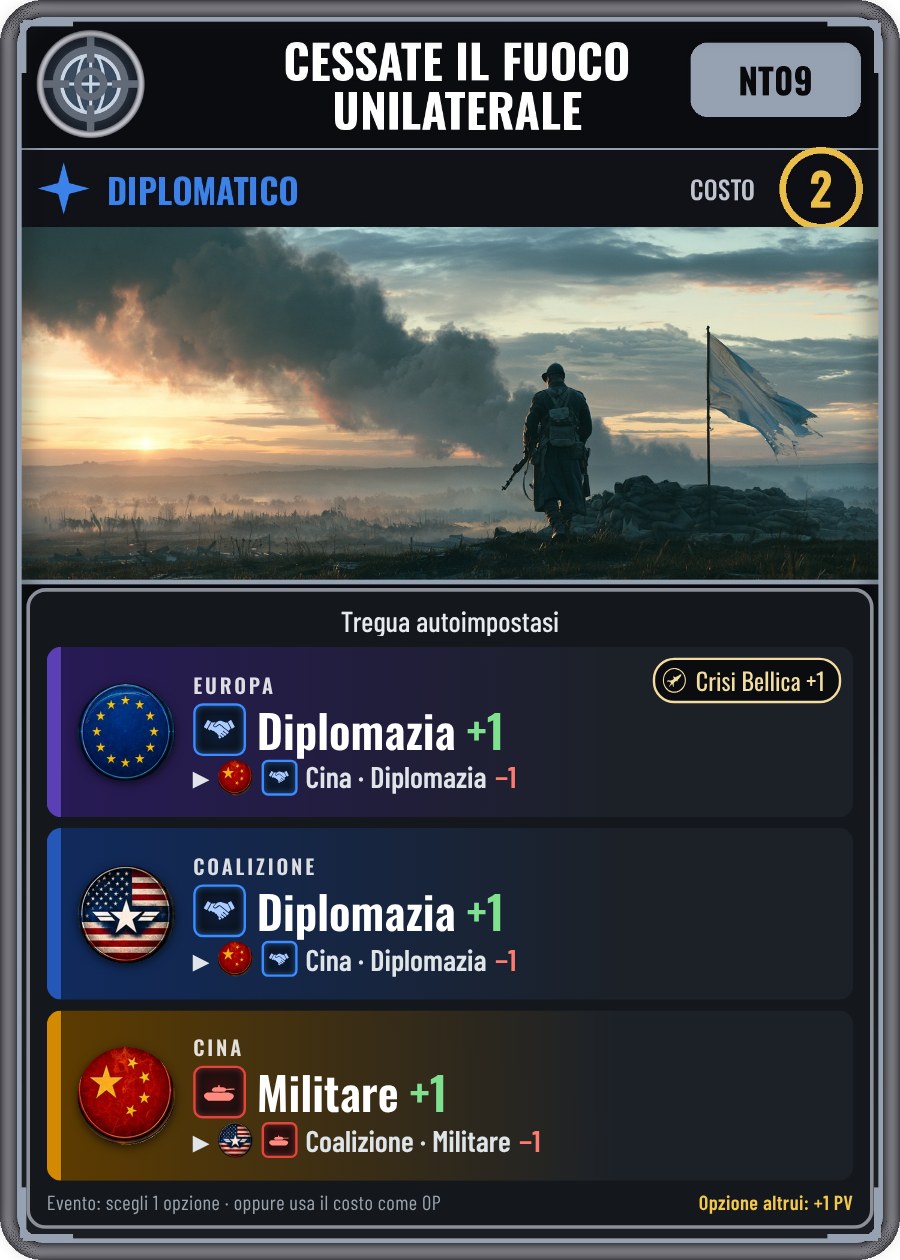 CESSATE IL FUOCO
UNILATERALE
NT09
DIPLOMATICO
COSTO
2
Tregua autoimpostasi
EUROPA
Crisi Bellica +1
Diplomazia +1
▶ Cina · Diplomazia −1
COALIZIONE
Diplomazia +1
▶ Cina · Diplomazia −1
CINA
Militare +1
▶ Coalizione · Militare −1
Evento: scegli 1 opzione · oppure usa il costo come OP
Opzione altrui: +1 PV